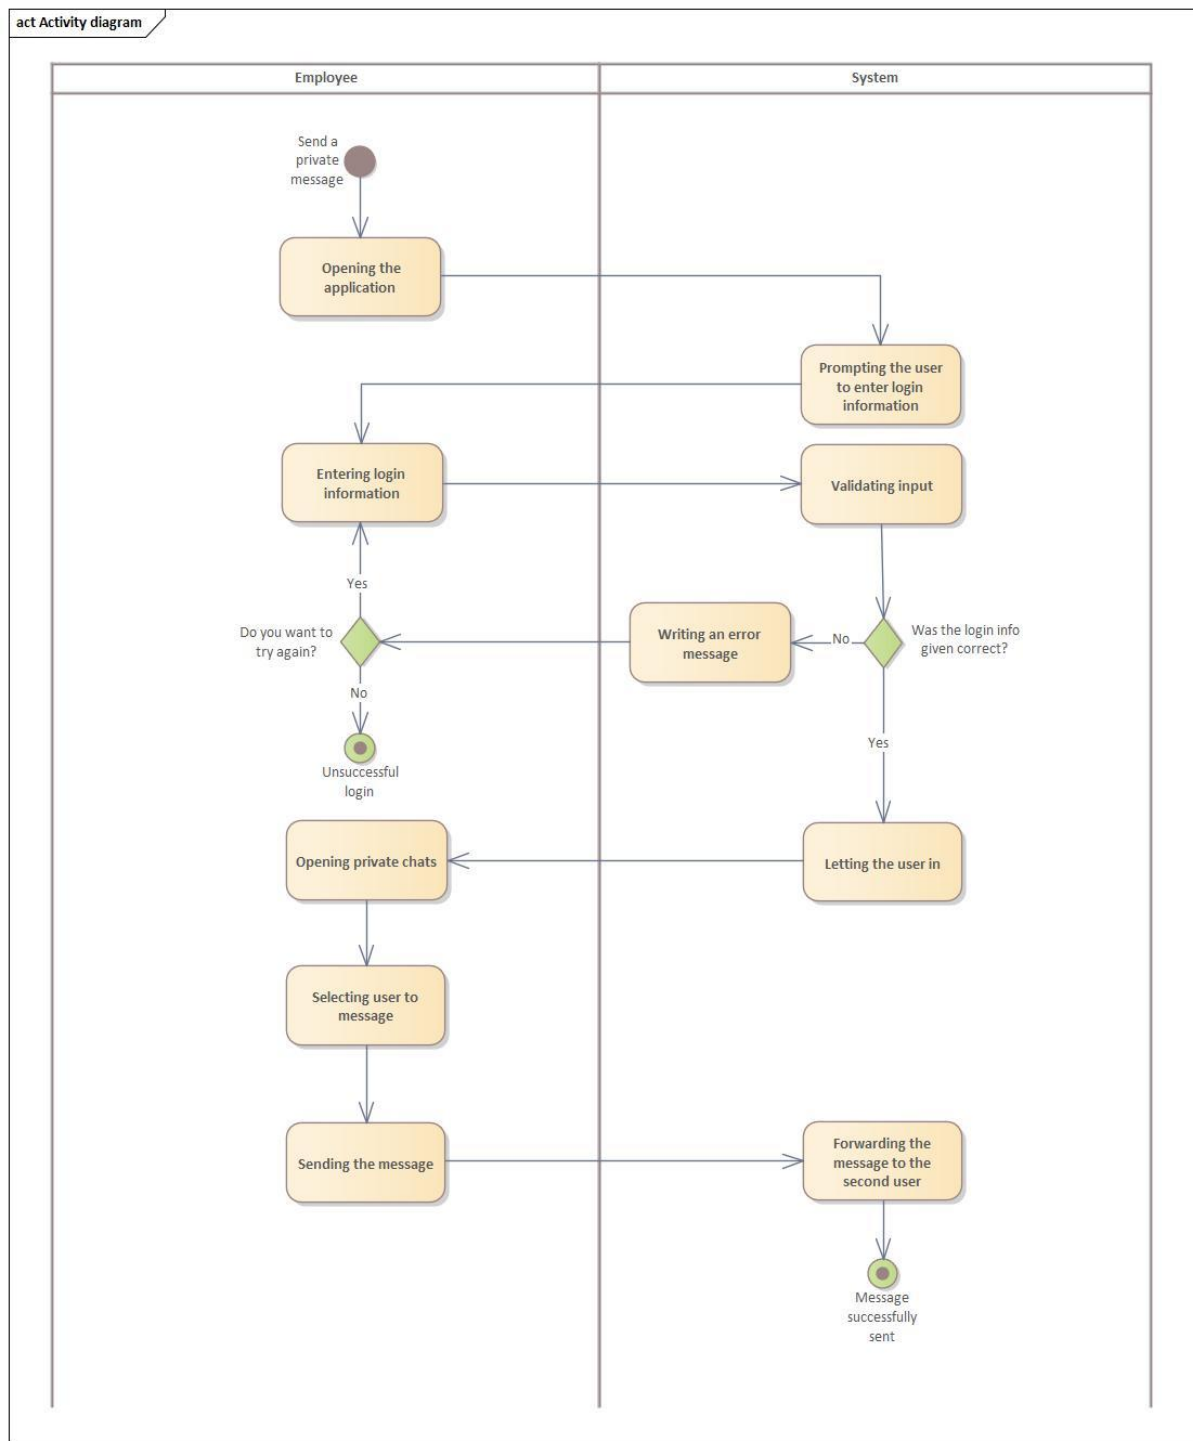 act Activity diagram
Employee
System
Send a
private
message
Opening the
application
Prompting the user
to enter login
information
Entering login
information
Validating input
Yes
Do you want to
try again?
Writing an error
message
No
Was the login info
given correct?
No
Yes
Unsuccessful
login
Opening private chats
Letting the user in
Selecting user to
message
Sending the message
Forwarding the
message to the
second user
Message
successfully
sent